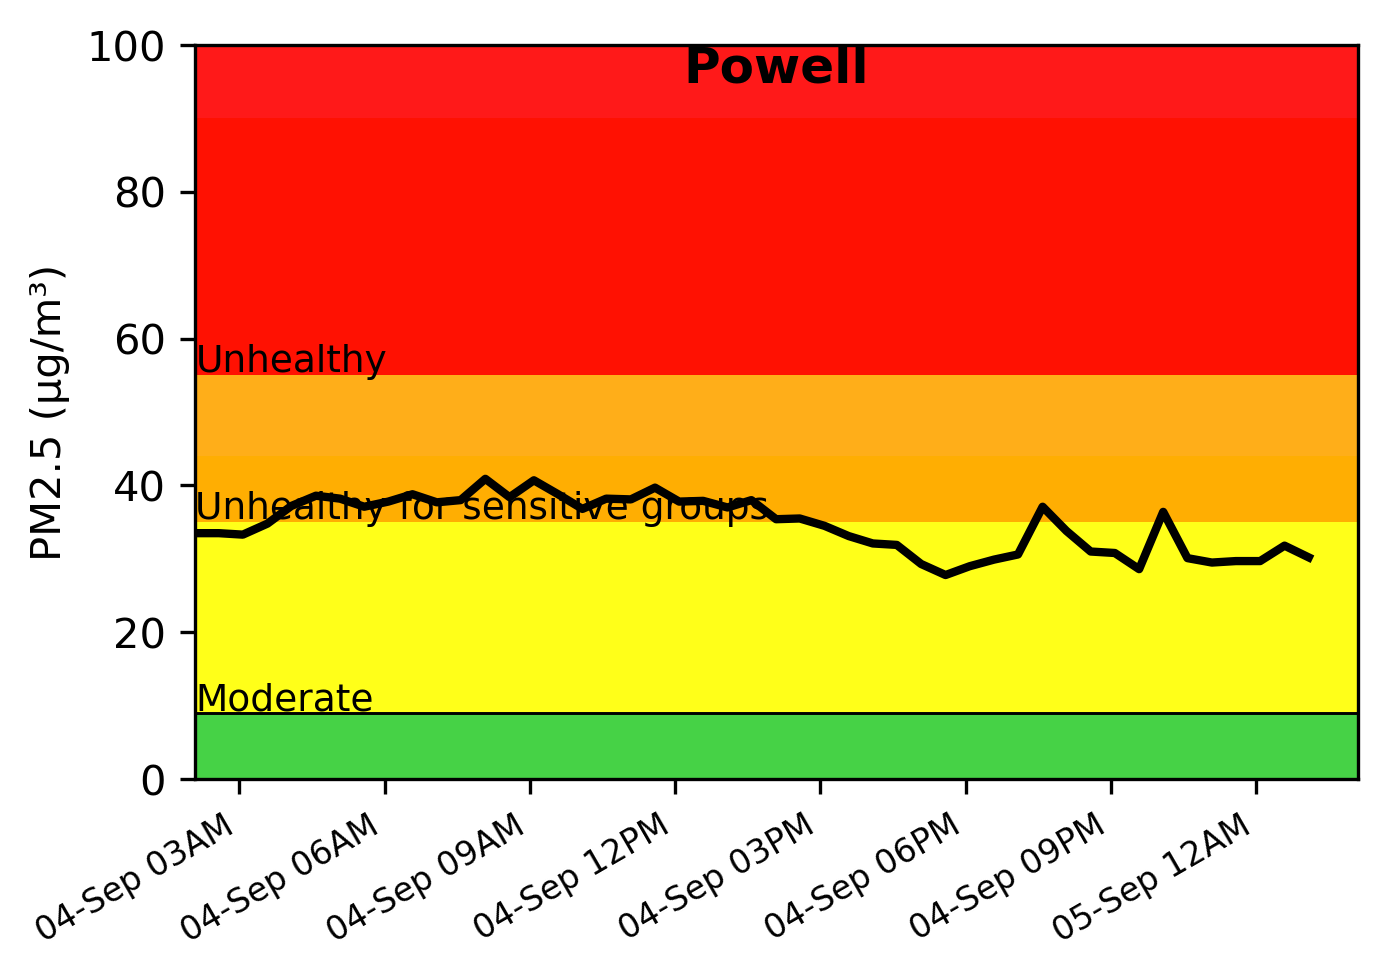 Powell
PM2.5 (µg/m³)
100
80
60
40
20
0
Unhealthy
Unhealthy for sensitive groups
Moderate
04-Sep 03AM
04-Sep 06AM
04-Sep 09AM
04-Sep 12PM
04-Sep 03PM
04-Sep 06PM
04-Sep 09PM
05-Sep 12AM